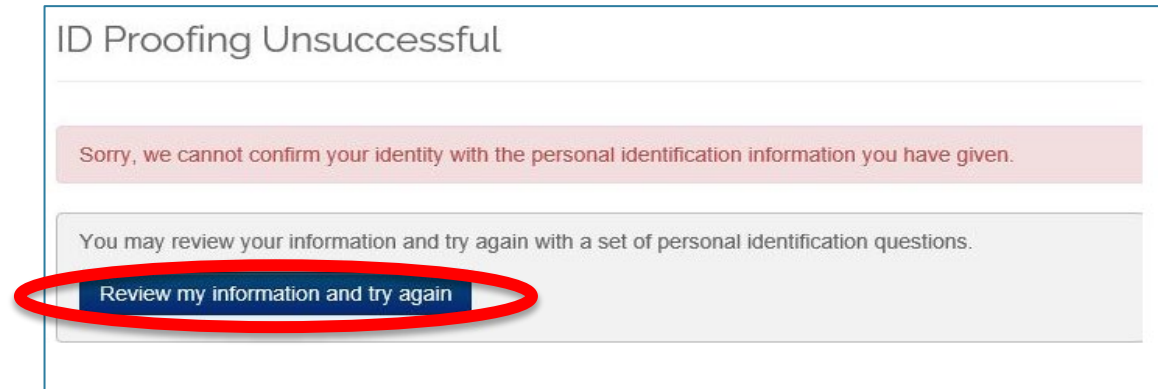 ID Proofing Unsuccessful
Sorry, we cannot confirm your identity with the personal identification information you have given.
You may review your information and try again with a set of personal identification questions.
Review my information and try again